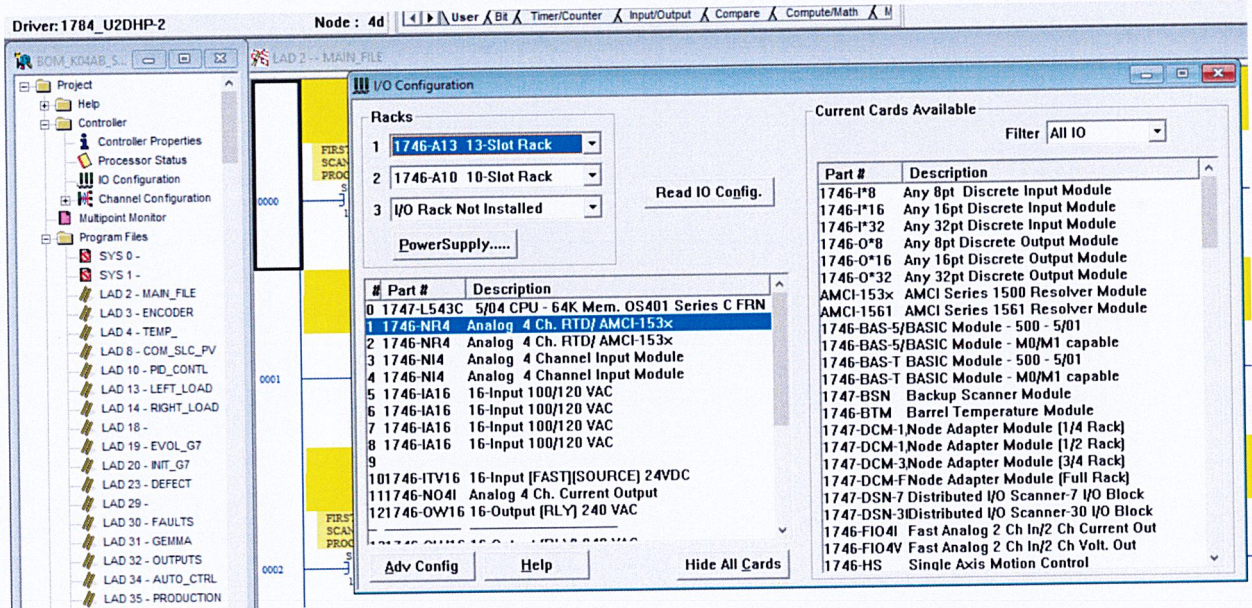 Driver: 1784_U2DHP-2
Node : 4d
User Bit Timer/Counter Input/Output Compare Compute/Math M
BOM_K04AB_S...
Project
Help
Controller
Controller Properties
Processor Status
IO Configuration
Channel Configuration
Multipoint Monitor
Program Files
SYS 0 -
SYS 1 -
LAD 2 - MAIN_FILE
LAD 3 - ENCODER
LAD 4 - TEMP_
LAD 8 - COM_SLC_PV
LAD 10 - PID_CONTL
LAD 13 - LEFT_LOAD
LAD 14 - RIGHT_LOAD
LAD 18 -
LAD 19 - EVOL_G7
LAD 20 - INIT_G7
LAD 23 - DEFECT
LAD 29 -
LAD 30 - FAULTS
LAD 31 - GEMMA
LAD 32 - OUTPUTS
LAD 34 - AUTO_CTRL
LAD 35 - PRODUCTION
LAD 2 -- MAIN_FILE
FIRST
SCAN
PROC
S
0000
0001
FIRST
SCAN
PROC
S
0002
I/O Configuration
Racks
1 1746-A13 13-Slot Rack
2 1746-A10 10-Slot Rack
3 I/O Rack Not Installed
PowerSupply.....
Read IO Config.
# Part # Description
0 1747-L543C 5/04 CPU - 64K Mem. OS401 Series C FRN
1 1746-NR4 Analog 4 Ch. RTD/ AMCI-153x
2 1746-NR4 Analog 4 Ch. RTD/ AMCI-153x
3 1746-NI4 Analog 4 Channel Input Module
4 1746-NI4 Analog 4 Channel Input Module
5 1746-IA16 16-Input 100/120 VAC
6 1746-IA16 16-Input 100/120 VAC
7 1746-IA16 16-Input 100/120 VAC
8 1746-IA16 16-Input 100/120 VAC
9
10 1746-ITV16 16-Input [FAST][SOURCE] 24VDC
11 1746-NO4I Analog 4 Ch. Current Output
12 1746-OW16 16-Output [RLY] 240 VAC
Adv Config
Help
Hide All Cards
Current Cards Available
Filter All IO
Part # Description
1746-I*8 Any 8pt Discrete Input Module
1746-I*16 Any 16pt Discrete Input Module
1746-I*32 Any 32pt Discrete Input Module
1746-O*8 Any 8pt Discrete Output Module
1746-O*16 Any 16pt Discrete Output Module
1746-O*32 Any 32pt Discrete Output Module
AMCI-153x AMCI Series 1500 Resolver Module
AMCI-1561 AMCI Series 1561 Resolver Module
1746-BAS-5/ BASIC Module - 500 - 5/01
1746-BAS-5/ BASIC Module - M0/M1 capable
1746-BAS-T BASIC Module - 500 - 5/01
1746-BAS-T BASIC Module - M0/M1 capable
1747-BSN Backup Scanner Module
1746-BTM Barrel Temperature Module
1747-DCM-1, Node Adapter Module [1/4 Rack]
1747-DCM-1, Node Adapter Module [1/2 Rack]
1747-DCM-3, Node Adapter Module [3/4 Rack]
1747-DCM-F Node Adapter Module [Full Rack]
1747-DSN-7 Distributed I/O Scanner-7 I/O Block
1747-DSN-3 Distributed I/O Scanner-30 I/O Block
1746-FIO4I Fast Analog 2 Ch In/2 Ch Current Out
1746-FIO4V Fast Analog 2 Ch In/2 Ch Volt. Out
1746-HS Single Axis Motion Control